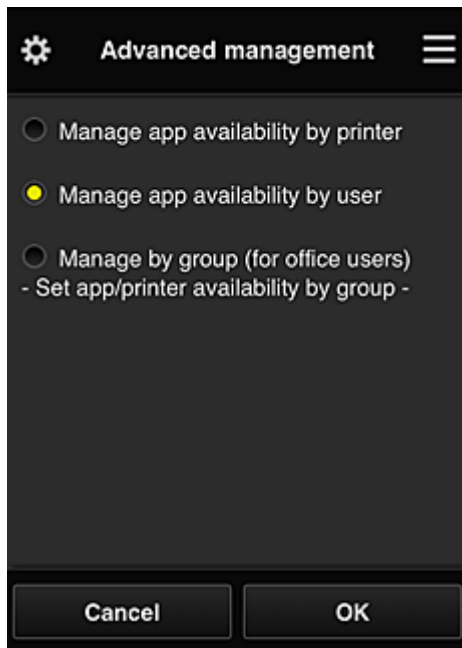 Advanced management
Manage app availability by printer
Manage app availability by user
Manage by group (for office users)
- Set app/printer availability by group -
Cancel
OK